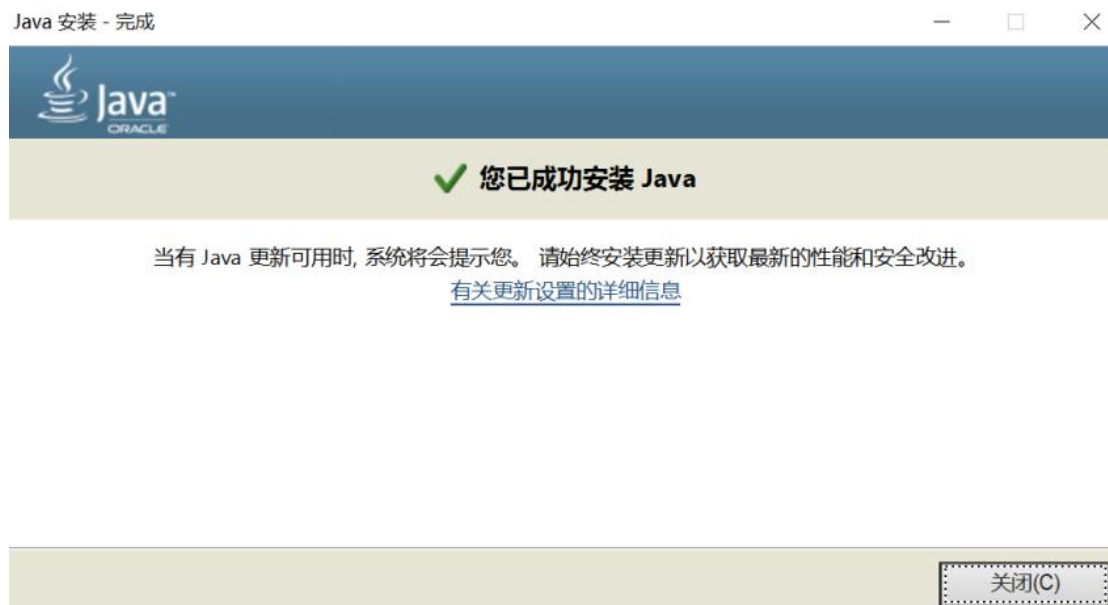 Java 安装 - 完成
Java™
ORACLE
您已成功安装 Java
当有 Java 更新可用时, 系统将会提示您。 请始终安装更新以获取最新的性能和安全改进。
有关更新设置的详细信息
关闭(C)